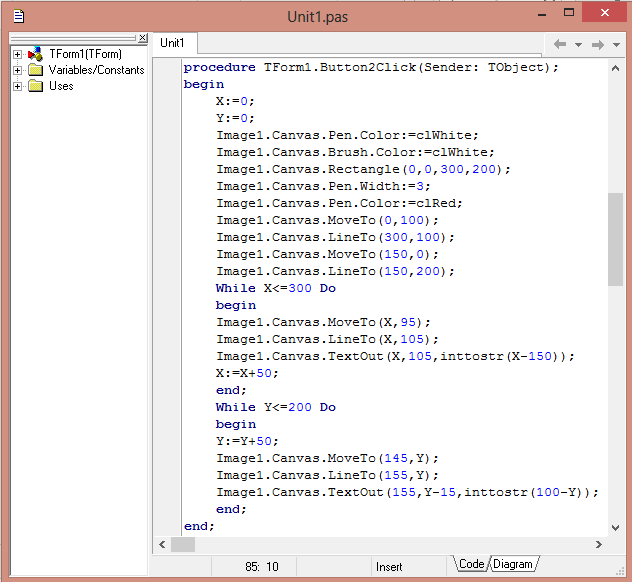 Unit1.pas
TForm1(TForm)
Variables/Constants
Uses
Unit1
procedure TForm1.Button2Click(Sender: TObject);
begin
X:=0;
Y:=0;
Image1.Canvas.Pen.Color:=clWhite;
Image1.Canvas.Brush.Color:=clWhite;
Image1.Canvas.Rectangle(0,0,300,200);
Image1.Canvas.Pen.Width:=3;
Image1.Canvas.Pen.Color:=clRed;
Image1.Canvas.MoveTo(0,100);
Image1.Canvas.LineTo(300,100);
Image1.Canvas.MoveTo(150,0);
Image1.Canvas.LineTo(150,200);
While X<=300 Do
begin
Image1.Canvas.MoveTo(X,95);
Image1.Canvas.LineTo(X,105);
Image1.Canvas.TextOut(X,105,inttostr(X-150));
X:=X+50;
end;
While Y<=200 Do
begin
Y:=Y+50;
Image1.Canvas.MoveTo(145,Y);
Image1.Canvas.LineTo(155,Y);
Image1.Canvas.TextOut(155,Y-15,inttostr(100-Y));
end;
end;
85: 10
Insert
Code
Diagram